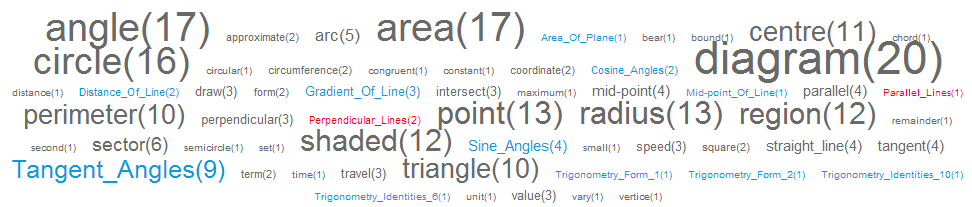 angle(17) approximate(2) arc(5) area(17) Area_Of_Plane(1) bear(1) bound(1) centre(11) chord(1)
circle(16) circular(1) circumference(2) congruent(1) constant(1) coordinate(2) Cosine_Angles(2) diagram(20)
distance(1) Distance_Of_Line(2) draw(3) form(2) Gradient_Of_Line(3) intersect(3) maximum(1) mid-point(4) Mid-point_Of_Line(1) parallel(4) Parallel_Lines(1)
perimeter(10) perpendicular(3) Perpendicular_Lines(2) point(13) radius(13) region(12) remainder(1)
second(1) sector(6) semicircle(1) set(1) shaded(12) Sine_Angles(4) small(1) speed(3) square(2) straight_line(4) tangent(4)
Tangent_Angles(9) term(2) time(1) travel(3) triangle(10) Trigonometry_Form_1(1) Trigonometry_Form_2(1) Trigonometry_Identities_10(1)
Trigonometry_Identities_6(1) unit(1) value(3) vary(1) vertice(1)